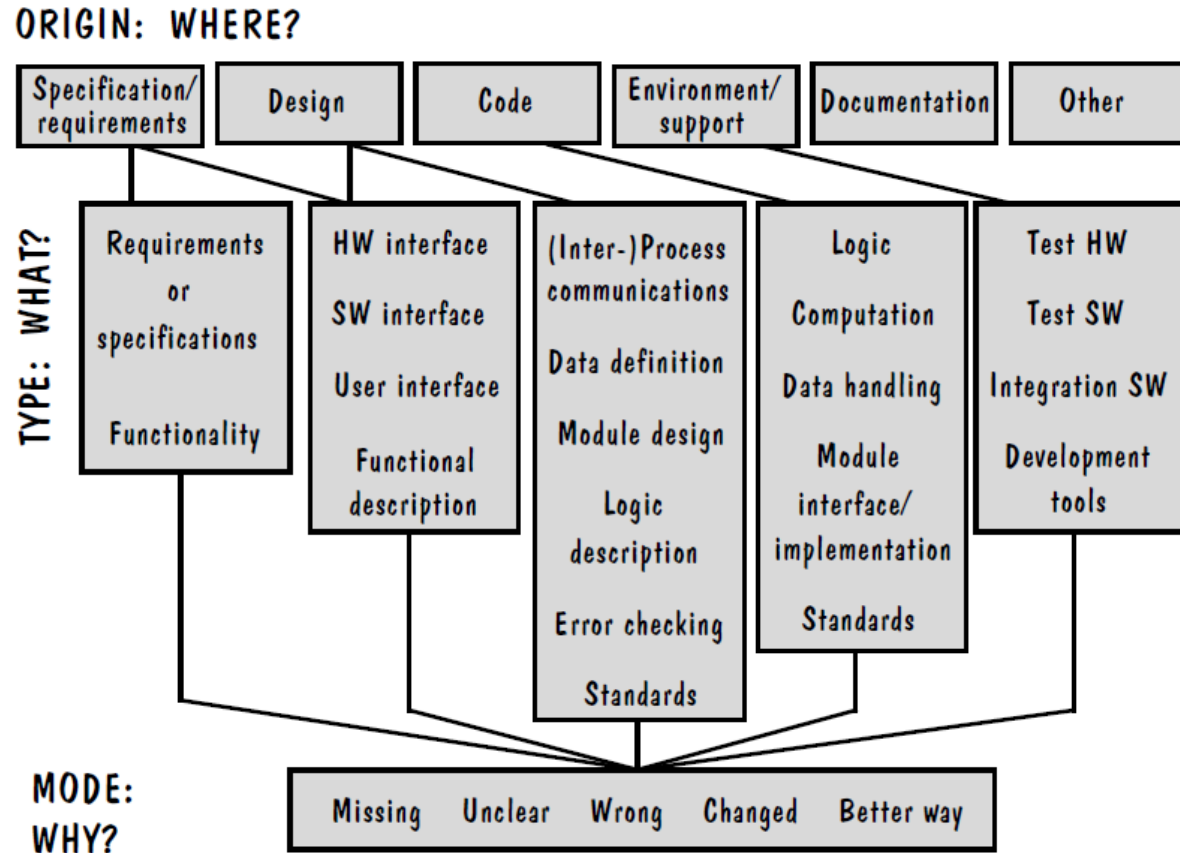 ORIGIN: WHERE?
Specification/
requirements
Design
Code
Environment/
support
Documentation
Other
TYPE: WHAT?
Requirements
or
specifications
Functionality
HW interface
SW interface
User interface
Functional
description
(Inter-)Process
communications
Data definition
Module design
Logic
description
Error checking
Standards
Logic
Computation
Data handling
Module
interface/
implementation
Standards
Test HW
Test SW
Integration SW
Development
tools
MODE:
WHY?
Missing Unclear Wrong Changed Better way